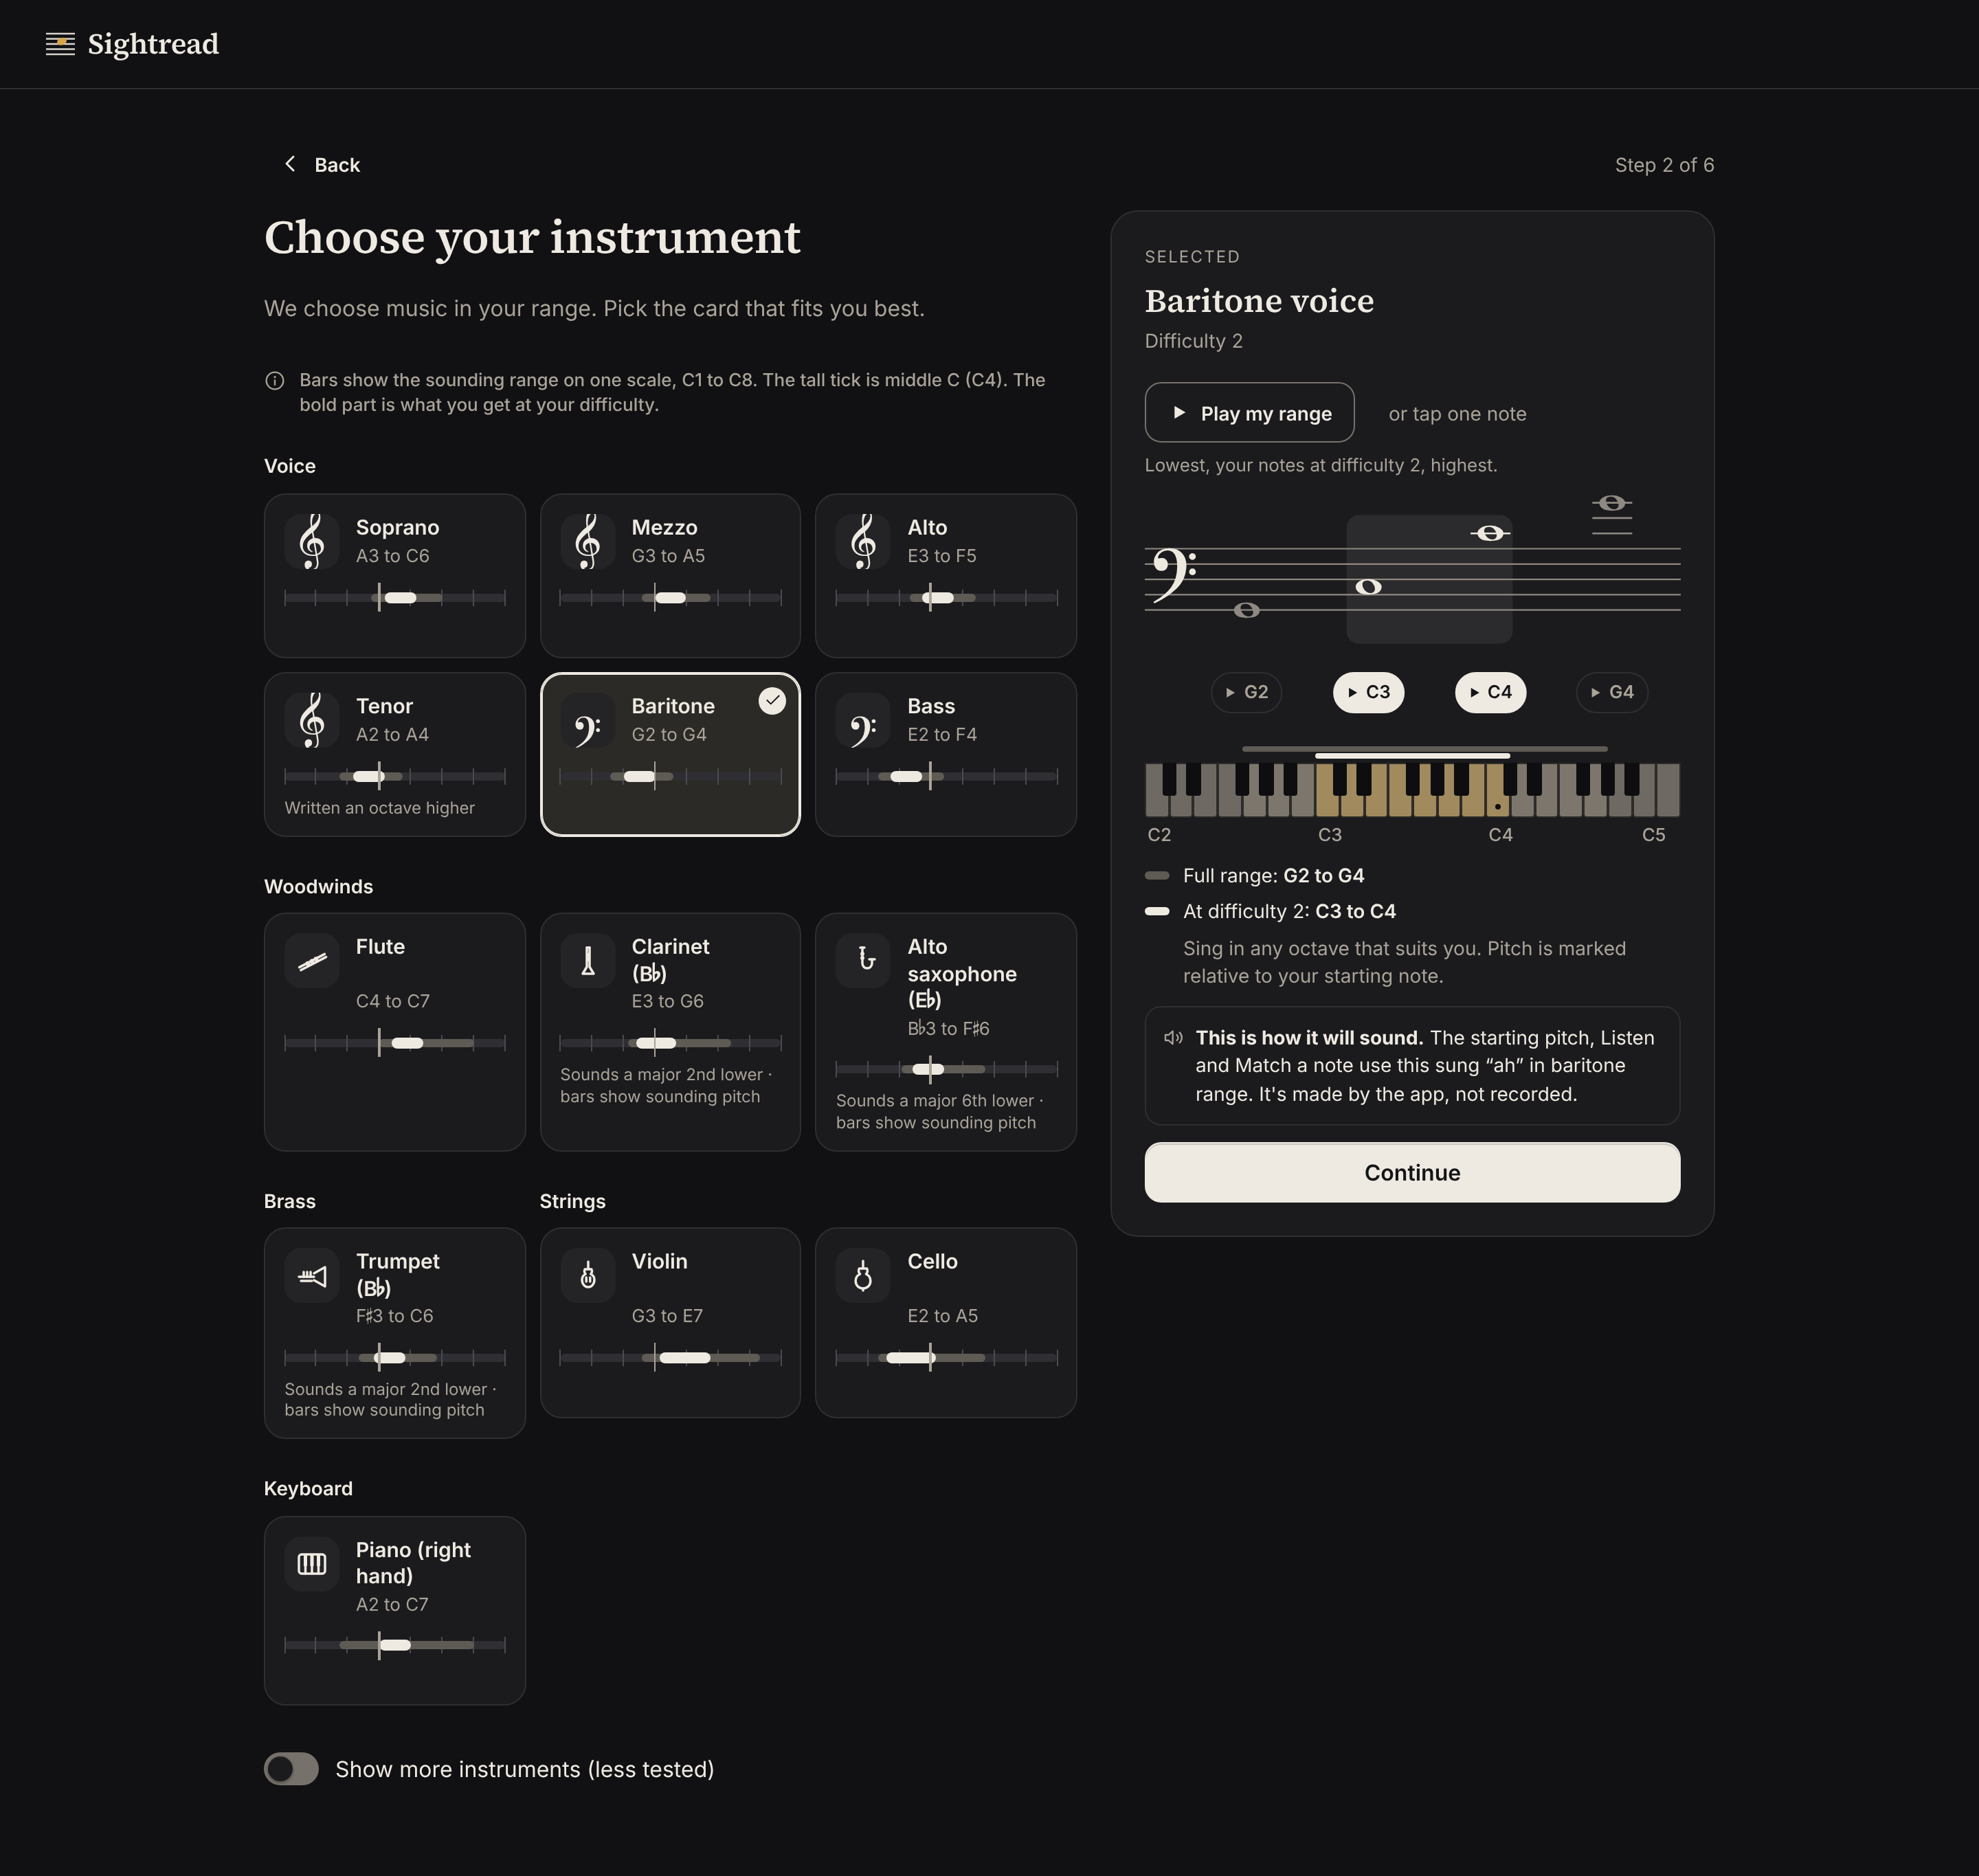 Sightread
Back
Step 2 of 6
Choose your instrument
We choose music in your range. Pick the card that fits you best.
Bars show the sounding range on one scale, C1 to C8. The tall tick is middle C (C4). The
bold part is what you get at your difficulty.
Voice
Soprano
A3 to C6
Mezzo
G3 to A5
Alto
E3 to F5
Tenor
A2 to A4
Written an octave higher
Baritone
G2 to G4
Bass
E2 to F4
Woodwinds
Flute
C4 to C7
Clarinet
(B♭)
E3 to G6
Sounds a major 2nd lower ·
bars show sounding pitch
Alto
saxophone
(E♭)
B♭3 to F♯6
Sounds a major 6th lower ·
bars show sounding pitch
Brass
Trumpet
(B♭)
F♯3 to C6
Sounds a major 2nd lower ·
bars show sounding pitch
Strings
Violin
G3 to E7
Cello
E2 to A5
Keyboard
Piano (right
hand)
A2 to C7
Show more instruments (less tested)
SELECTED
Baritone voice
Difficulty 2
Play my range
or tap one note
Lowest, your notes at difficulty 2, highest.
G2
C3
C4
G4
C2
C3
C4
C5
Full range: G2 to G4
At difficulty 2: C3 to C4
Sing in any octave that suits you. Pitch is marked
relative to your starting note.
This is how it will sound. The starting pitch, Listen
and Match a note use this sung “ah” in baritone
range. It's made by the app, not recorded.
Continue